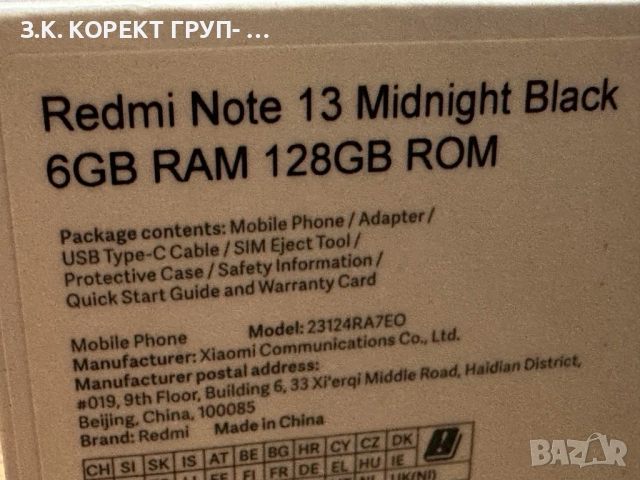 З.К. КОРЕКТ ГРУП- ...
Redmi Note 13 Midnight Black
6GB RAM 128GB ROM
Package contents: Mobile Phone / Adapter /
USB Type-C Cable / SIM Eject Tool /
Protective Case / Safety Information /
Quick Start Guide and Warranty Card
Mobile Phone Model: 23124RA7EO
Manufacturer: Xiaomi Communications Co., Ltd.
Manufacturer postal address:
#019, 9th Floor, Building 6, 33 Xi'erqi Middle Road, Haidian District,
Beijing, China, 100085
Brand: Redmi Made in China
CH SI SK IS AT BE BG HR CY CZ DK
FI FR DE EL HU IE
UK(NI)
BAZAR